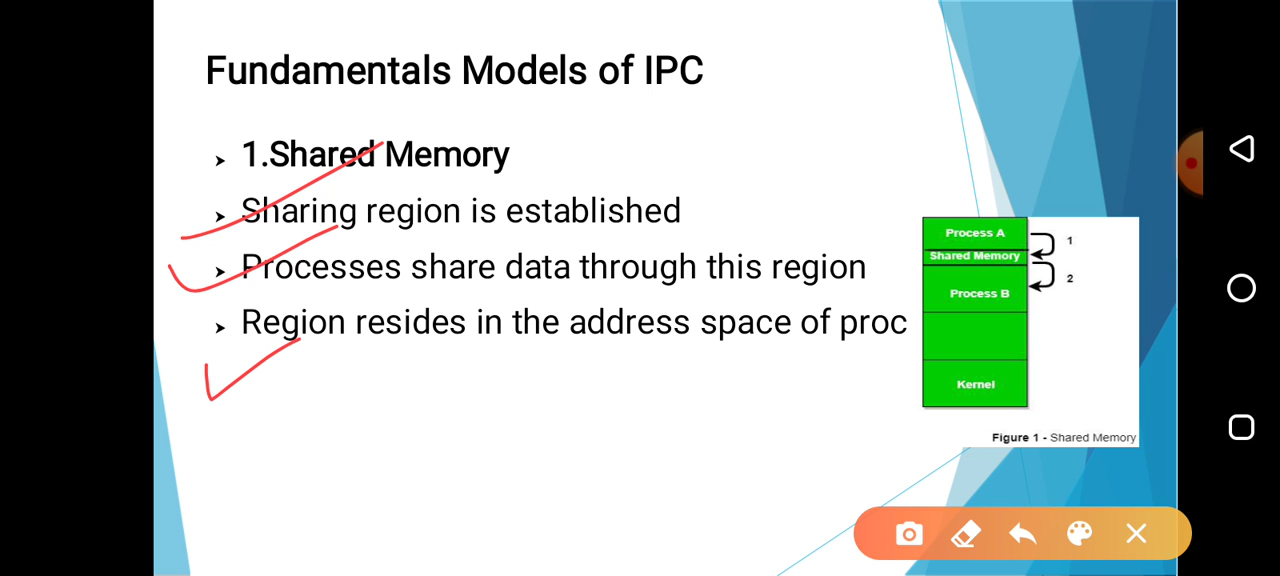 Fundamentals Models of IPC
1.Shared Memory
Sharing region is established
Processes share data through this region
Region resides in the address space of proc
Process A
1
Shared Memory
2
Process B
Kernel
Figure 1 - Shared Memory